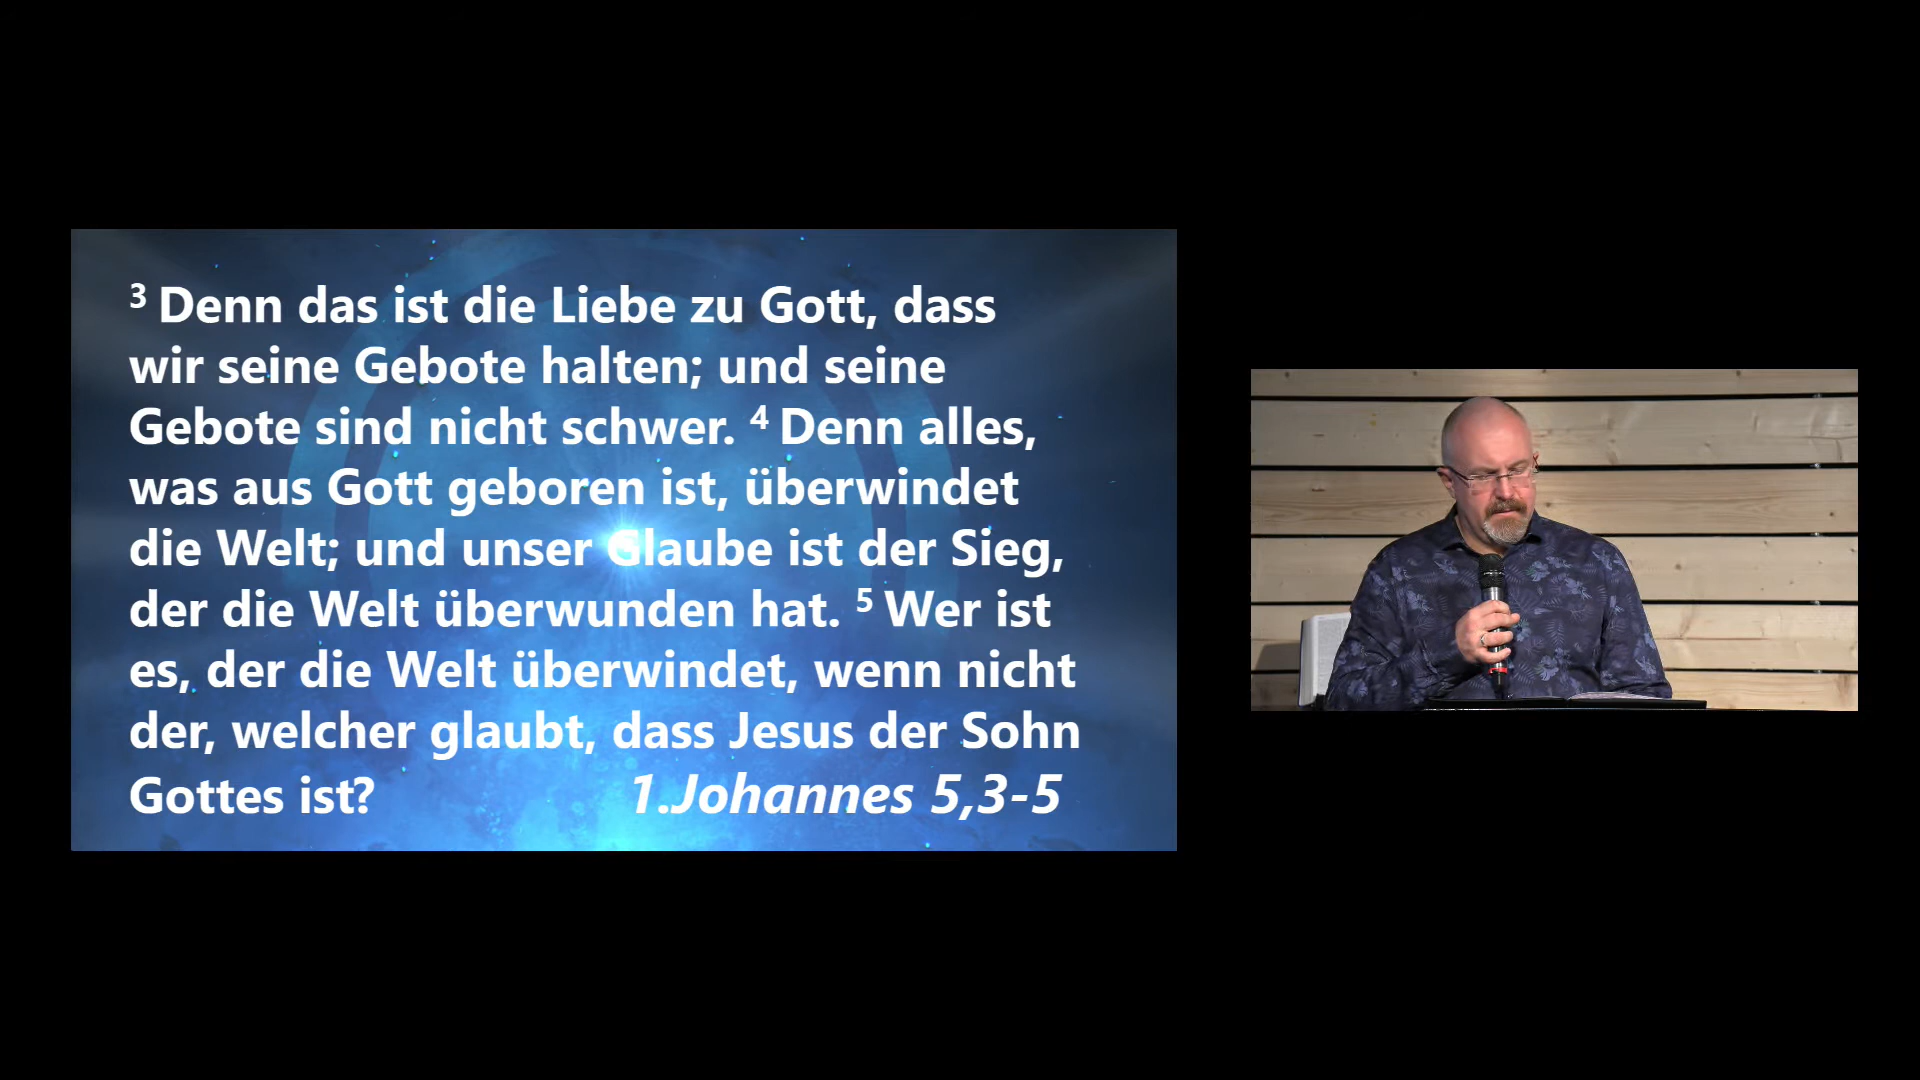 3 Denn das ist die Liebe zu Gott, dass
wir seine Gebote halten; und seine
Gebote sind nicht schwer. 4 Denn alles,
was aus Gott geboren ist, überwindet
die Welt; und unser Glaube ist der Sieg,
der die Welt überwunden hat. 5 Wer ist
es, der die Welt überwindet, wenn nicht
der, welcher glaubt, dass Jesus der Sohn
Gottes ist? 1.Johannes 5,3-5